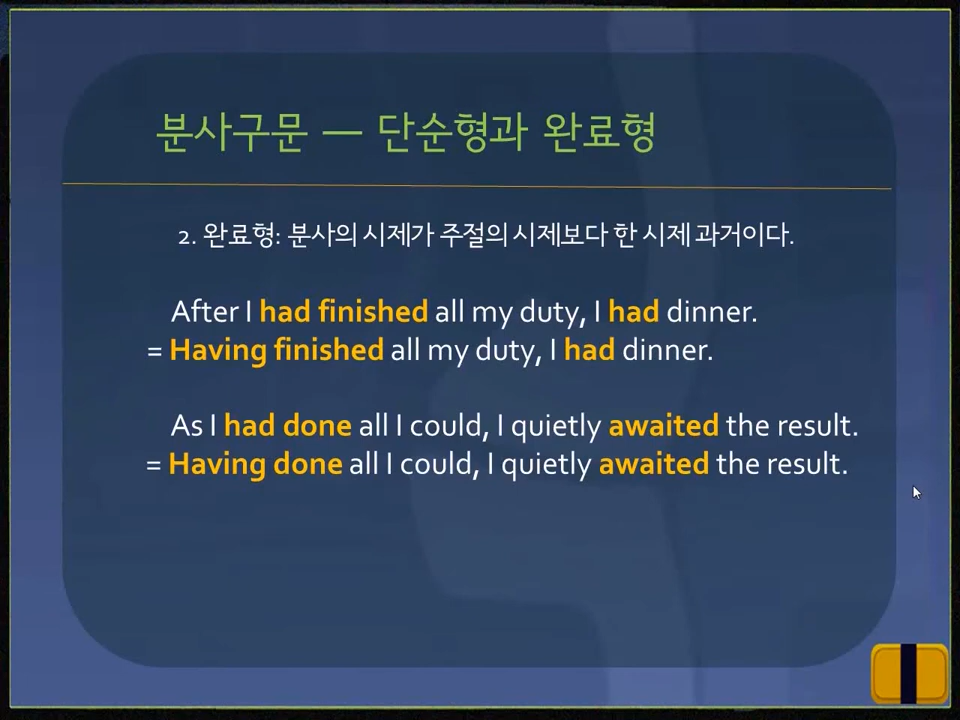 분사구문 — 단순형과 완료형
2. 완료형: 분사의 시제가 주절의 시제보다 한 시제 과거이다.
After I had finished all my duty, I had dinner.
= Having finished all my duty, I had dinner.
As I had done all I could, I quietly awaited the result.
= Having done all I could, I quietly awaited the result.